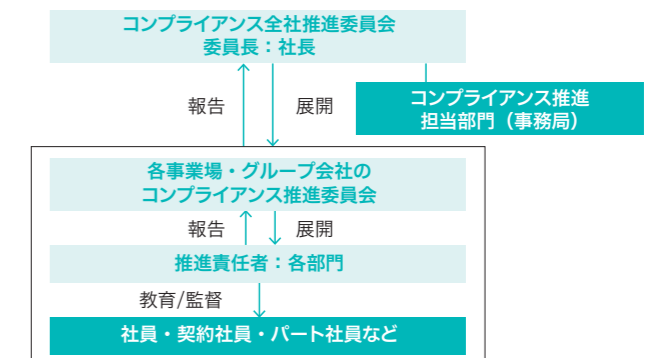 コンプライアンス全社推進委員会
委員長：社長
報告
展開
コンプライアンス推進
担当部門（事務局）
各事業場・グループ会社の
コンプライアンス推進委員会
報告
展開
推進責任者：各部門
教育/監督
社員・契約社員・パート社員など